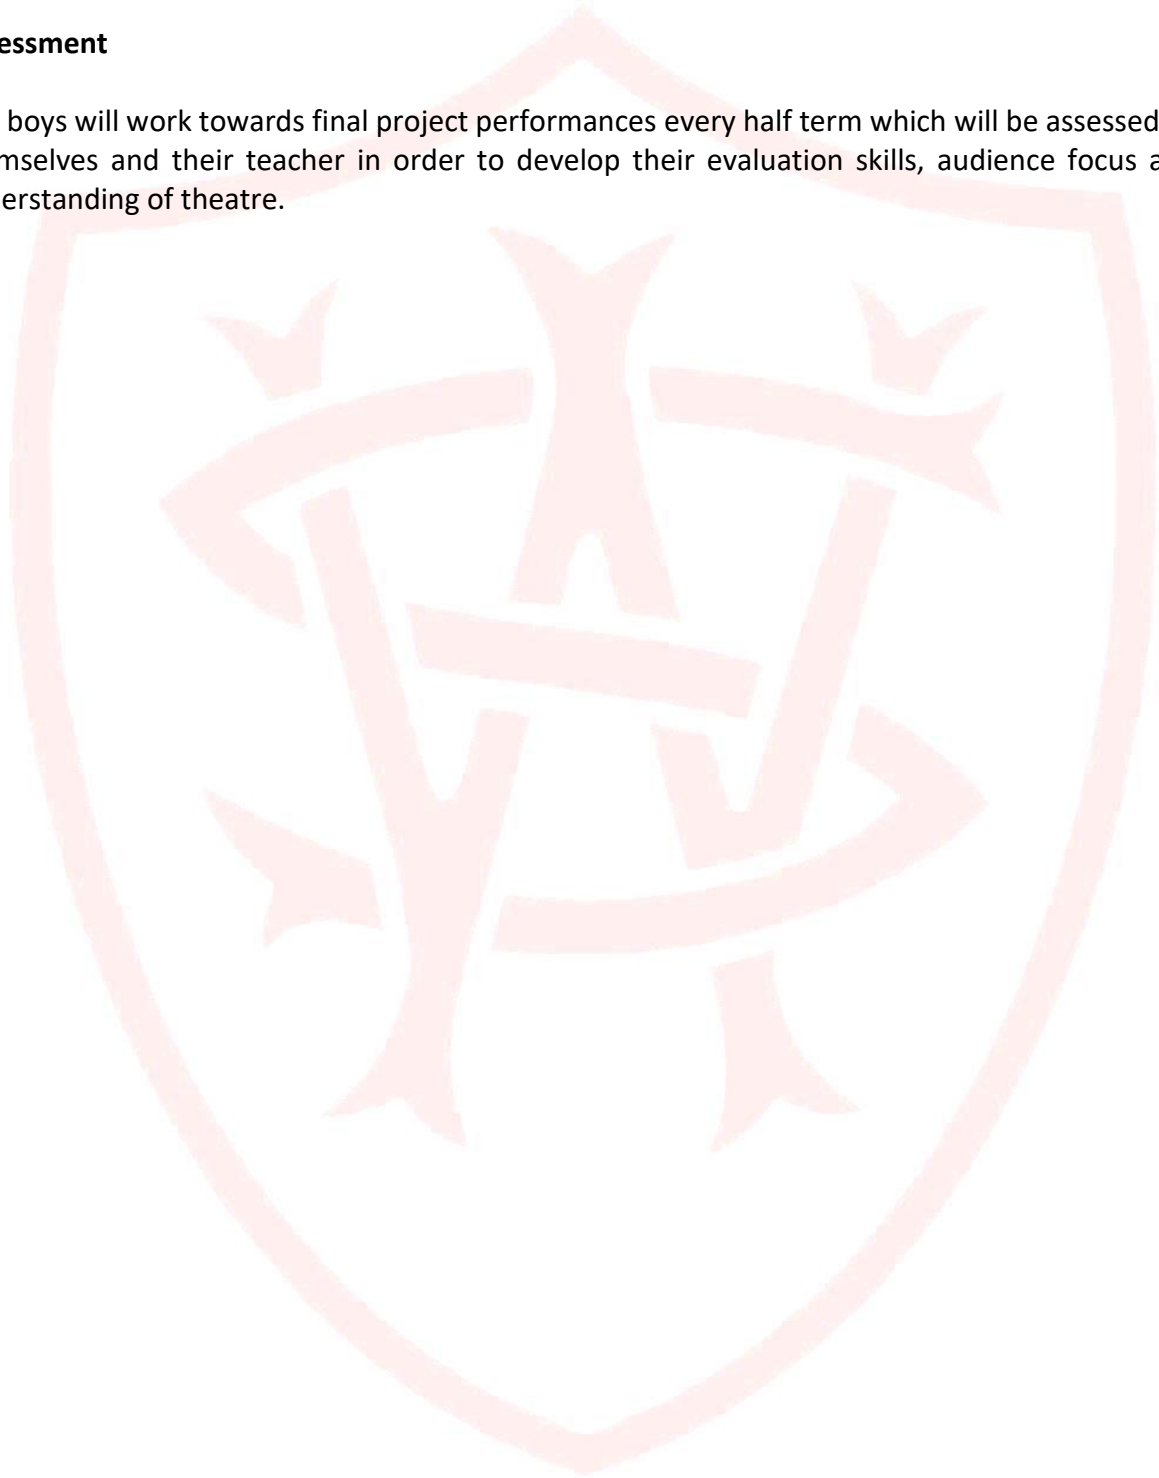 essment
boys will work towards final project performances every half term which will be assessed
mselves and their teacher in order to develop their evaluation skills, audience focus a
erstanding of theatre.